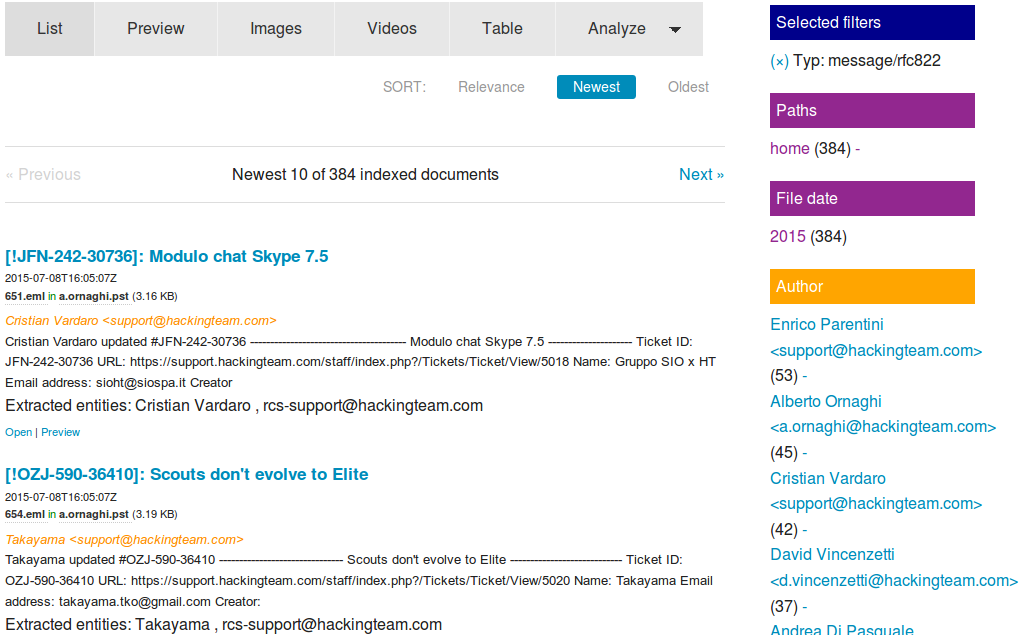 List Preview Images Videos Table Analyze
SORT: Relevance Newest Oldest
« Previous Newest 10 of 384 indexed documents Next »
[!JFN-242-30736]: Modulo chat Skype 7.5
2015-07-08T16:05:07Z
651.eml in a.ornaghi.pst (3.16 KB)
Cristian Vardaro <support@hackingteam.com>
Cristian Vardaro updated #JFN-242-30736 --------------------------------------- Modulo chat Skype 7.5 --------------------- Ticket ID:
JFN-242-30736 URL: https://support.hackingteam.com/staff/index.php?/Tickets/Ticket/View/5018 Name: Gruppo SIO x HT
Email address: sioht@siospa.it Creator
Extracted entities: Cristian Vardaro , rcs-support@hackingteam.com
Open | Preview
[!OZJ-590-36410]: Scouts don't evolve to Elite
2015-07-08T16:05:07Z
654.eml in a.ornaghi.pst (3.19 KB)
Takayama <support@hackingteam.com>
Takayama updated #OZJ-590-36410 ------------------------------- Scouts don't evolve to Elite ---------------------------- Ticket ID:
OZJ-590-36410 URL: https://support.hackingteam.com/staff/index.php?/Tickets/Ticket/View/5020 Name: Takayama Email
address: takayama.tko@gmail.com Creator:
Extracted entities: Takayama , rcs-support@hackingteam.com
Selected filters
(×) Typ: message/rfc822
Paths
home (384) -
File date
2015 (384)
Author
Enrico Parentini
<support@hackingteam.com>
(53) -
Alberto Ornaghi
<a.ornaghi@hackingteam.com>
(45) -
Cristian Vardaro
<support@hackingteam.com>
(42) -
David Vincenzetti
<d.vincenzetti@hackingteam.com>
(37) -
Andrea Di Pasquale